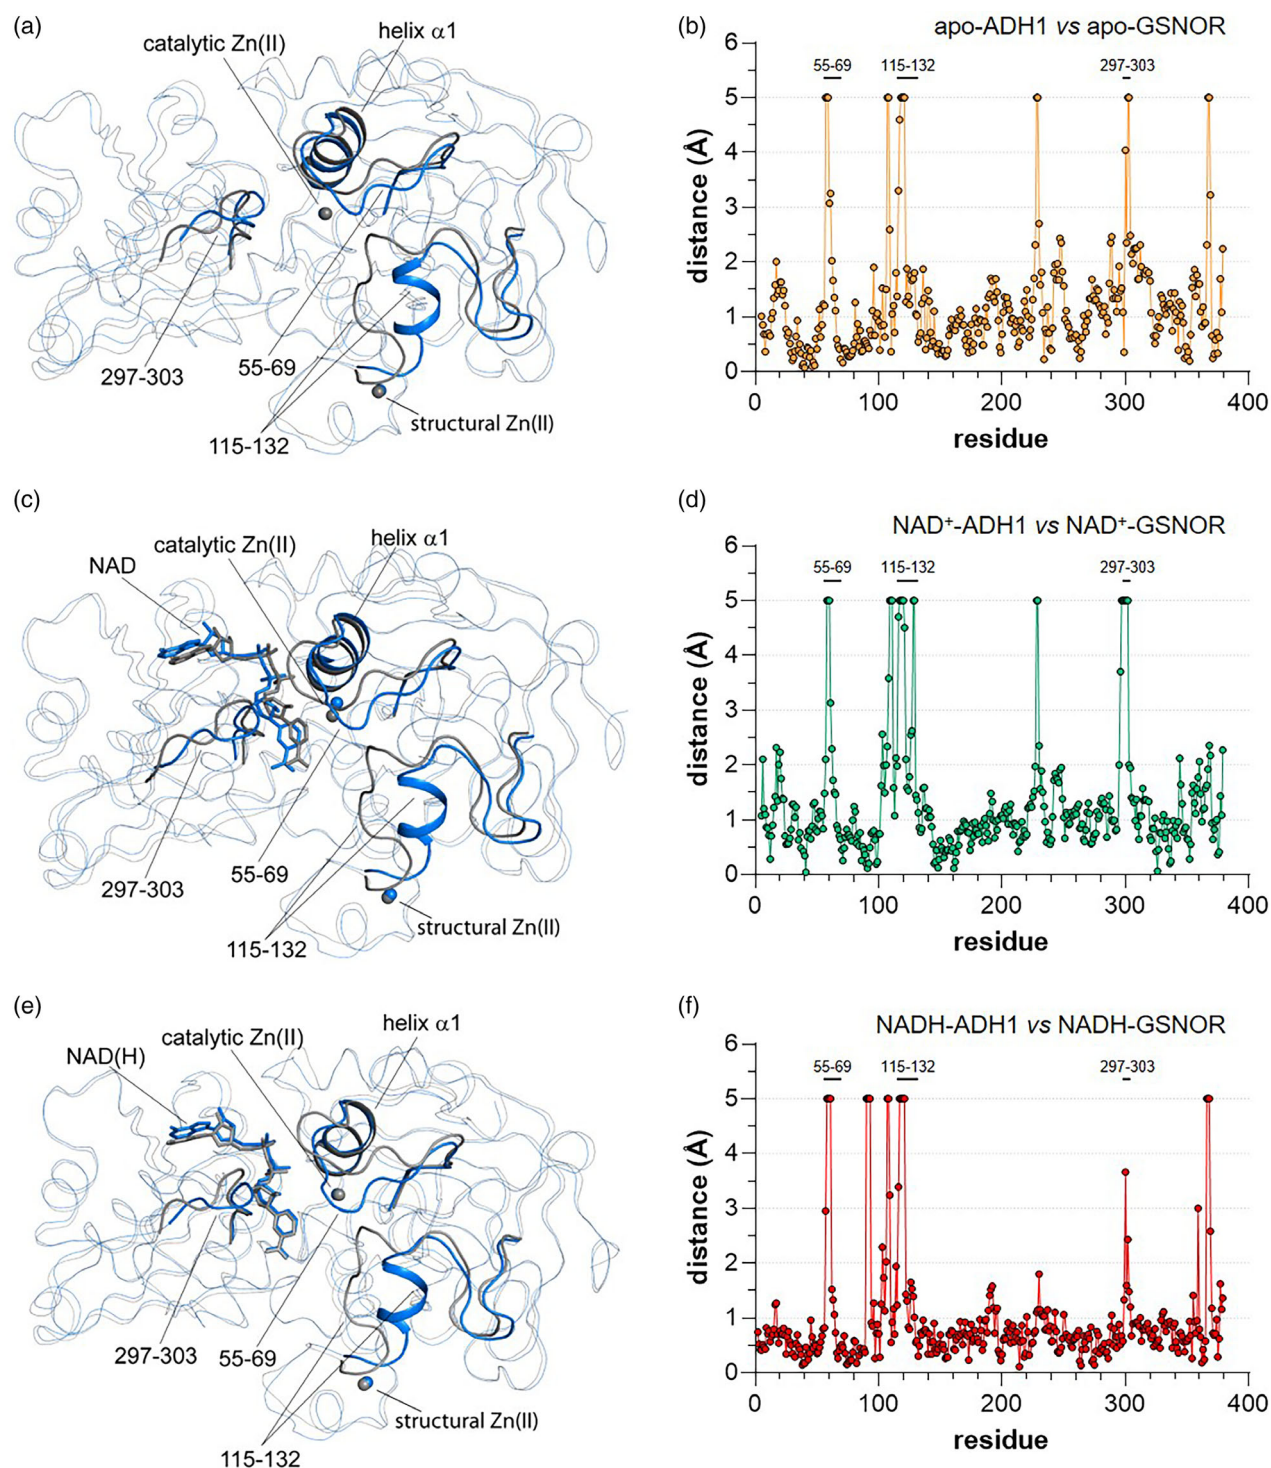 (a)
catalytic Zn(II)
helix α1
297-303
55-69
115-132
structural Zn(II)
(b)
apo-ADH1 vs apo-GSNOR
55-69
115-132
297-303
distance (Å)
6
5
4
3
2
1
0
0
100
200
300
400
residue
(c)
NAD
catalytic Zn(II)
helix α1
297-303
55-69
115-132
structural Zn(II)
(d)
NAD⁺-ADH1 vs NAD⁺-GSNOR
55-69
115-132
297-303
distance (Å)
6
5
4
3
2
1
0
0
100
200
300
400
residue
(e)
NAD(H)
catalytic Zn(II)
helix α1
297-303
55-69
115-132
structural Zn(II)
(f)
NADH-ADH1 vs NADH-GSNOR
55-69
115-132
297-303
distance (Å)
6
5
4
3
2
1
0
0
100
200
300
400
residue